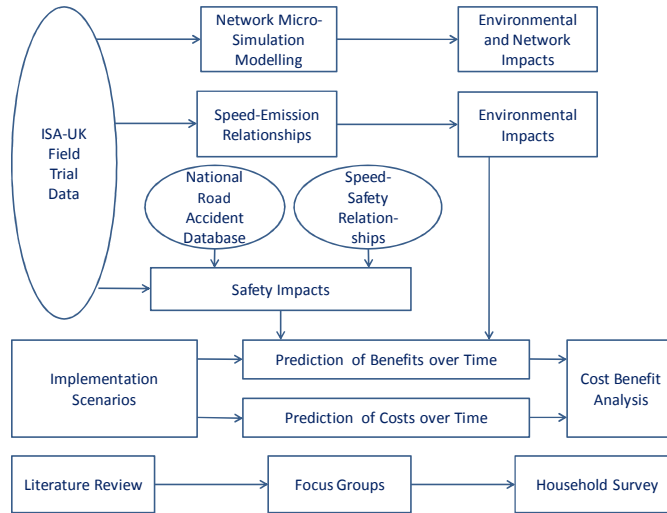 Network Micro-
Simulation
Modelling
Environmental
and Network
Impacts
ISA-UK
Field
Trial
Data
Speed-Emission
Relationships
Environmental
Impacts
National
Road
Accident
Database
Speed-
Safety
Relation-
ships
Safety Impacts
Implementation
Scenarios
Prediction of Benefits over Time
Prediction of Costs over Time
Cost Benefit
Analysis
Literature Review
Focus Groups
Household Survey